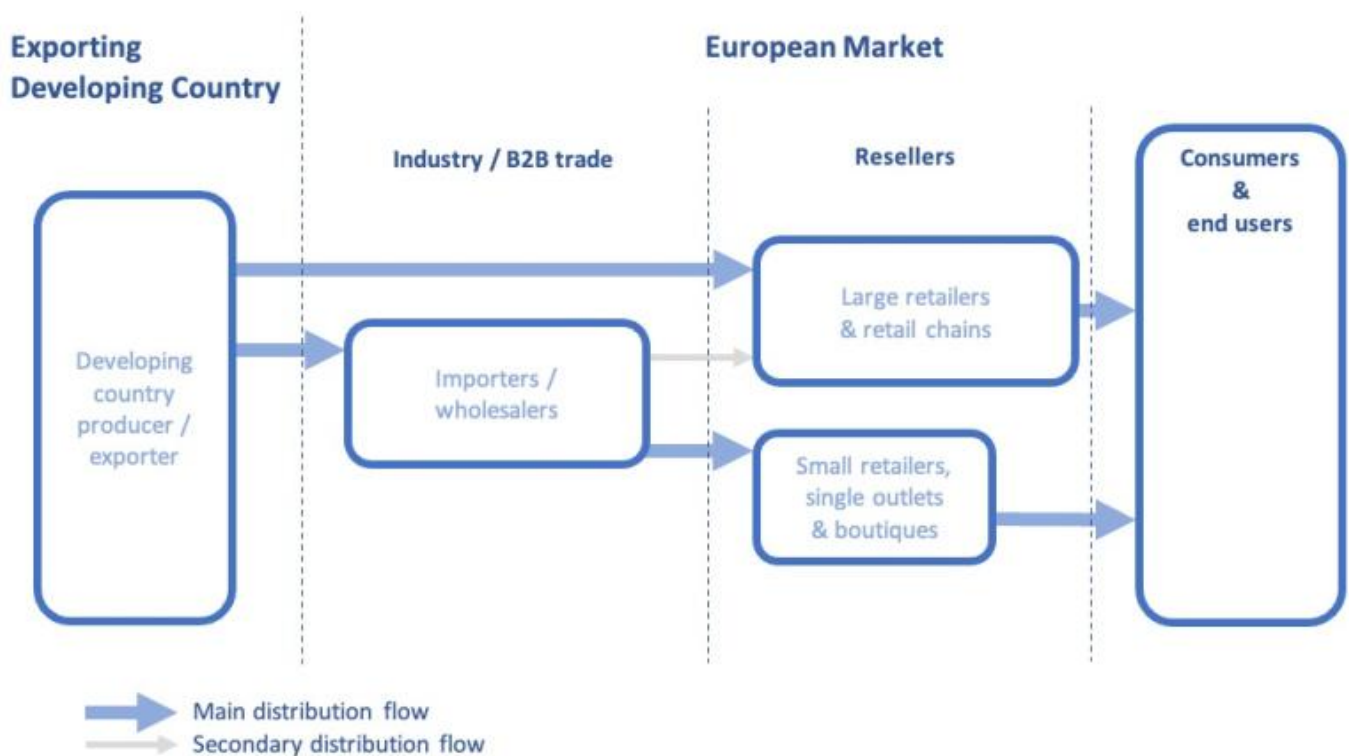 Exporting
Developing Country
European Market
Industry / B2B trade
Resellers
Consumers
&
end users
Developing
country
producer /
exporter
Importers /
wholesalers
Large retailers
& retail chains
Small retailers,
single outlets
& boutiques
Main distribution flow
Secondary distribution flow